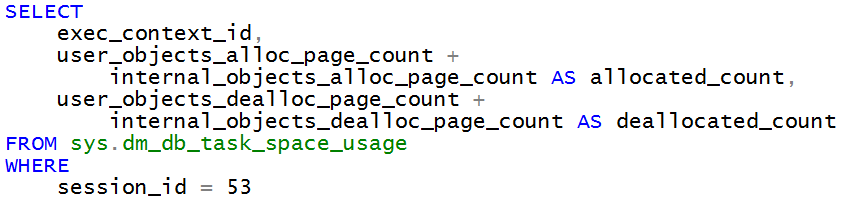 SELECT
    exec_context_id,
    user_objects_alloc_page_count +
        internal_objects_alloc_page_count AS allocated_count,
    user_objects_dealloc_page_count +
        internal_objects_dealloc_page_count AS deallocated_count
FROM sys.dm_db_task_space_usage
WHERE
    session_id = 53